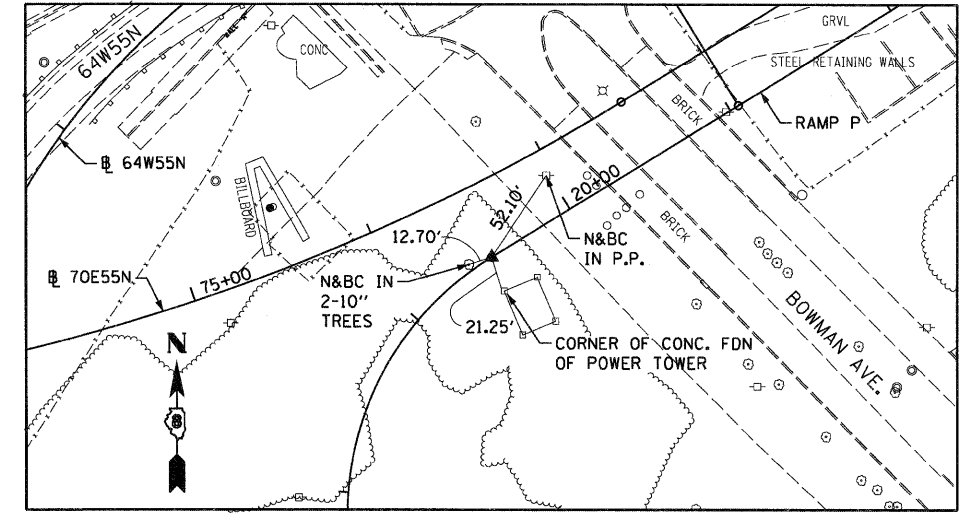 64W55N
CONC
GRVL
STEEL RETAINING WALLS
BRICK
RAMP P
℄ 64W55N
BILLBOARD
52.10'
20+00
12.70'
BRICK
N&BC
IN P.P.
℄ 70E55N
75+00
N&BC IN
2-10"
TREES
21.25'
CORNER OF CONC. FDN
OF POWER TOWER
BOWMAN AVE.
N
8